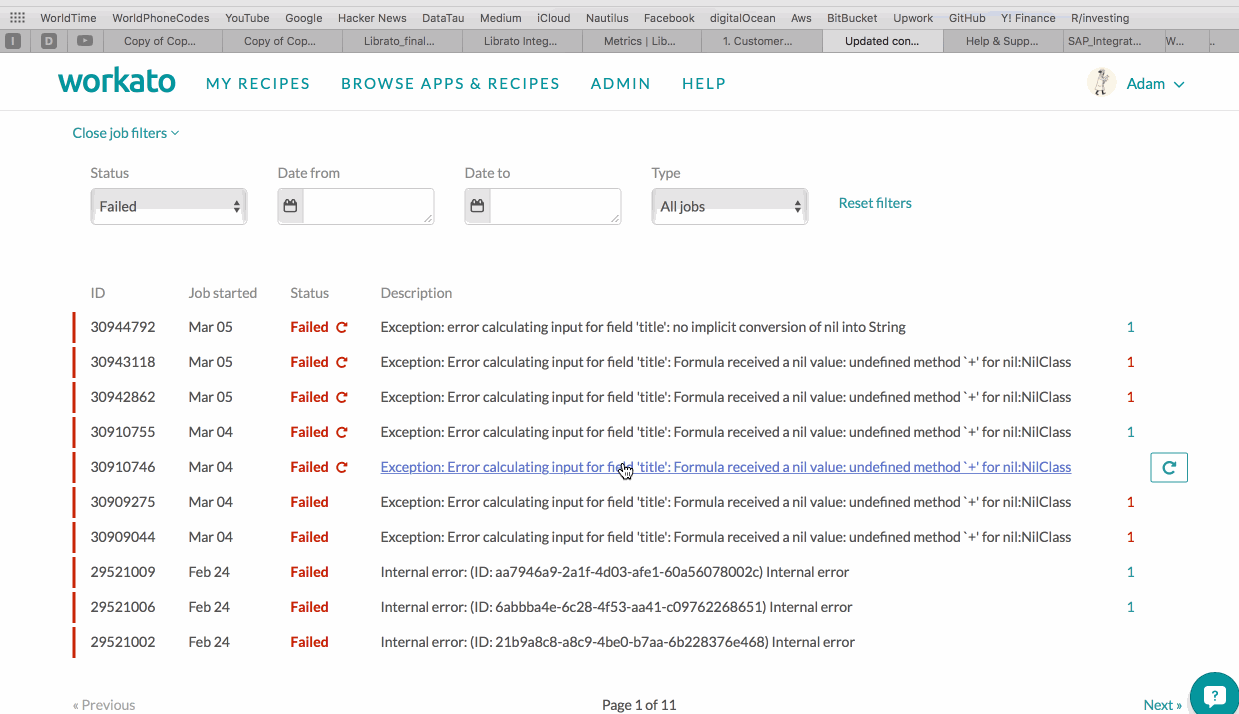 WorldTime WorldPhoneCodes YouTube Google Hacker News DataTau Medium iCloud Nautilus Facebook digitalOcean Aws BitBucket Upwork GitHub Y! Finance R/investing
I D Copy of Cop... Copy of Cop... Librato_final... Librato Integ... Metrics | Lib... 1. Customer... Updated con... Help & Supp... SAP_Integrat... W... ..
workato MY RECIPES BROWSE APPS & RECIPES ADMIN HELP Adam
Close job filters
Status Date from Date to Type
Failed All jobs Reset filters
ID Job started Status Description
30944792 Mar 05 Failed Exception: error calculating input for field 'title': no implicit conversion of nil into String 1
30943118 Mar 05 Failed Exception: Error calculating input for field 'title': Formula received a nil value: undefined method `+' for nil:NilClass 1
30942862 Mar 05 Failed Exception: Error calculating input for field 'title': Formula received a nil value: undefined method `+' for nil:NilClass 1
30910755 Mar 04 Failed Exception: Error calculating input for field 'title': Formula received a nil value: undefined method `+' for nil:NilClass 1
30910746 Mar 04 Failed Exception: Error calculating input for field 'title': Formula received a nil value: undefined method `+' for nil:NilClass
30909275 Mar 04 Failed Exception: Error calculating input for field 'title': Formula received a nil value: undefined method `+' for nil:NilClass 1
30909044 Mar 04 Failed Exception: Error calculating input for field 'title': Formula received a nil value: undefined method `+' for nil:NilClass 1
29521009 Feb 24 Failed Internal error: (ID: aa7946a9-2a1f-4d03-afe1-60a56078002c) Internal error 1
29521006 Feb 24 Failed Internal error: (ID: 6abbba4e-6c28-4f53-aa41-c09762268651) Internal error 1
29521002 Feb 24 Failed Internal error: (ID: 21b9a8c8-a8c9-4be0-b7aa-6b228376e468) Internal error
« Previous Page 1 of 11 Next »